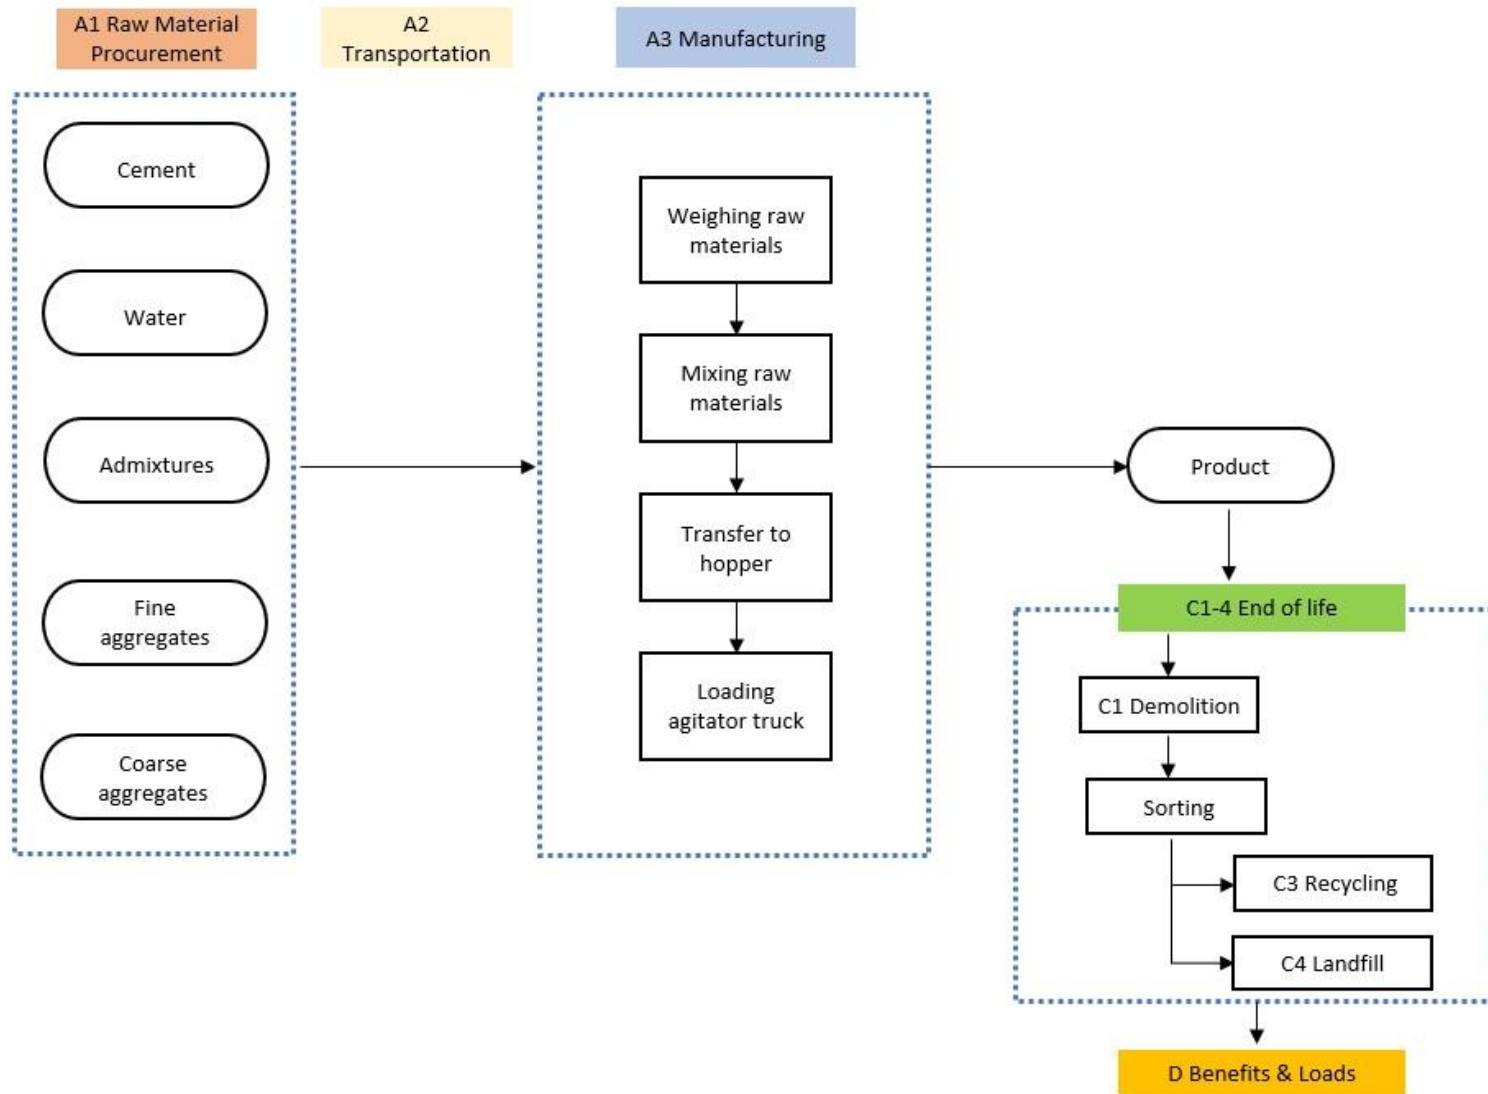 A1 Raw Material
Procurement
A2
Transportation
A3 Manufacturing
Cement
Water
Admixtures
Fine
aggregates
Coarse
aggregates
Weighing raw
materials
Mixing raw
materials
Transfer to
hopper
Loading
agitator truck
Product
C1-4 End of life
C1 Demolition
Sorting
C3 Recycling
C4 Landfill
D Benefits & Loads